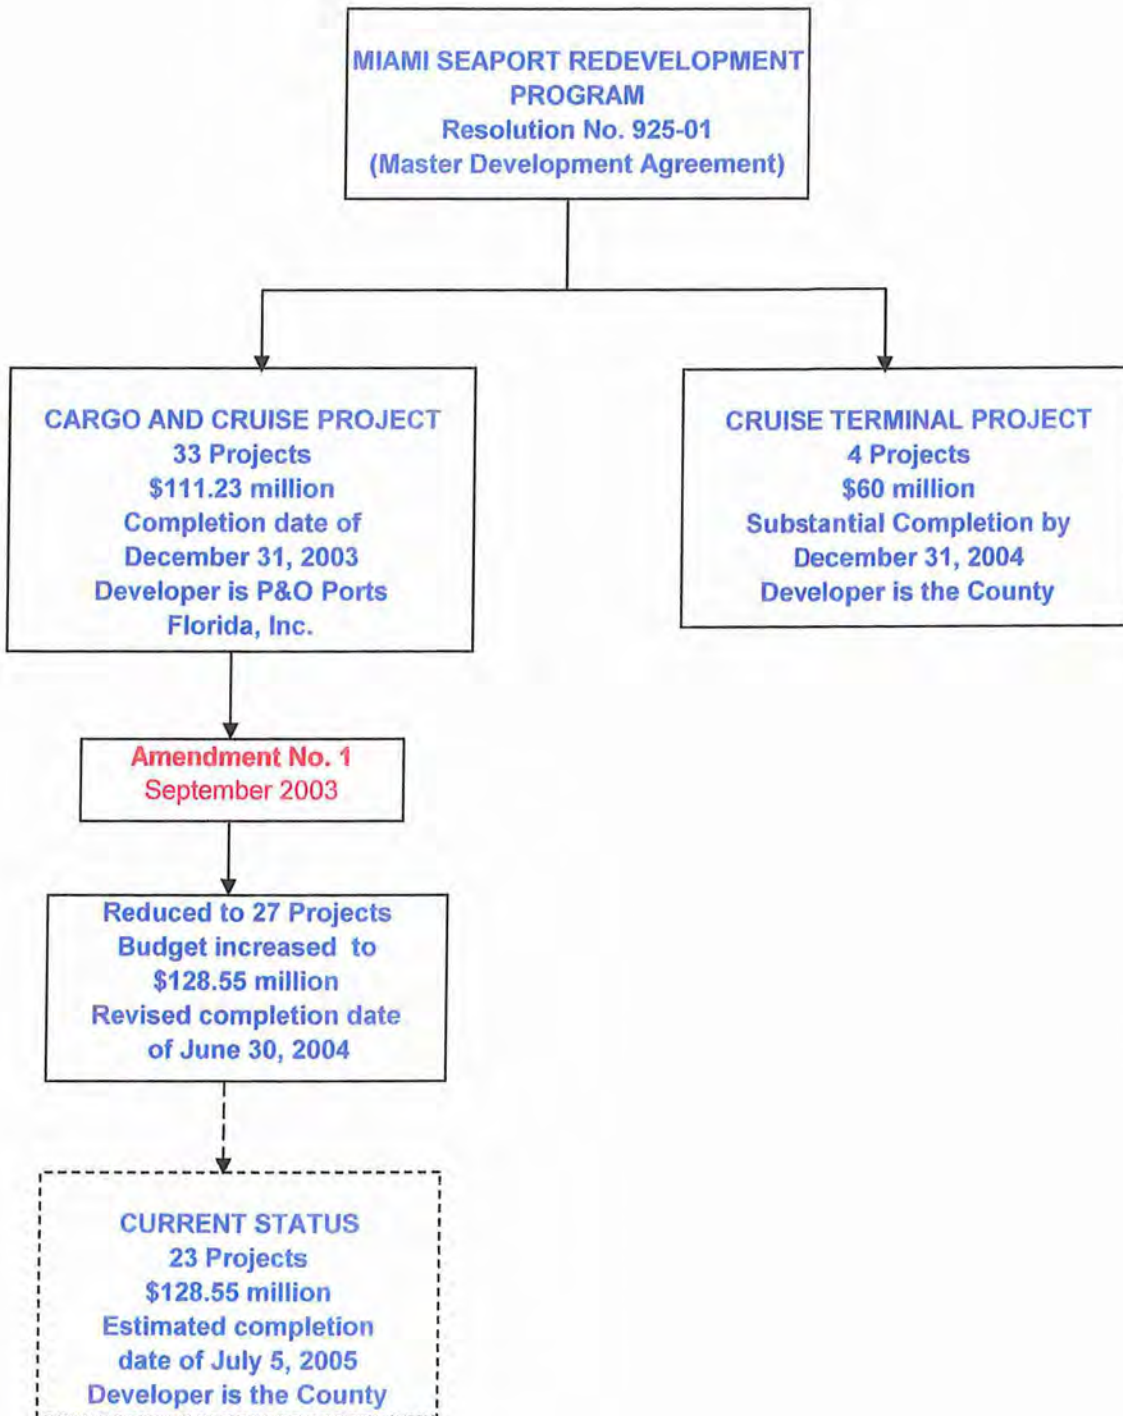 MIAMI SEAPORT REDEVELOPMENT
PROGRAM
Resolution No. 925-01
(Master Development Agreement)
CARGO AND CRUISE PROJECT
33 Projects
$111.23 million
Completion date of
December 31, 2003
Developer is P&O Ports
Florida, Inc.
CRUISE TERMINAL PROJECT
4 Projects
$60 million
Substantial Completion by
December 31, 2004
Developer is the County
Amendment No. 1
September 2003
Reduced to 27 Projects
Budget increased to
$128.55 million
Revised completion date
of June 30, 2004
CURRENT STATUS
23 Projects
$128.55 million
Estimated completion
date of July 5, 2005
Developer is the County